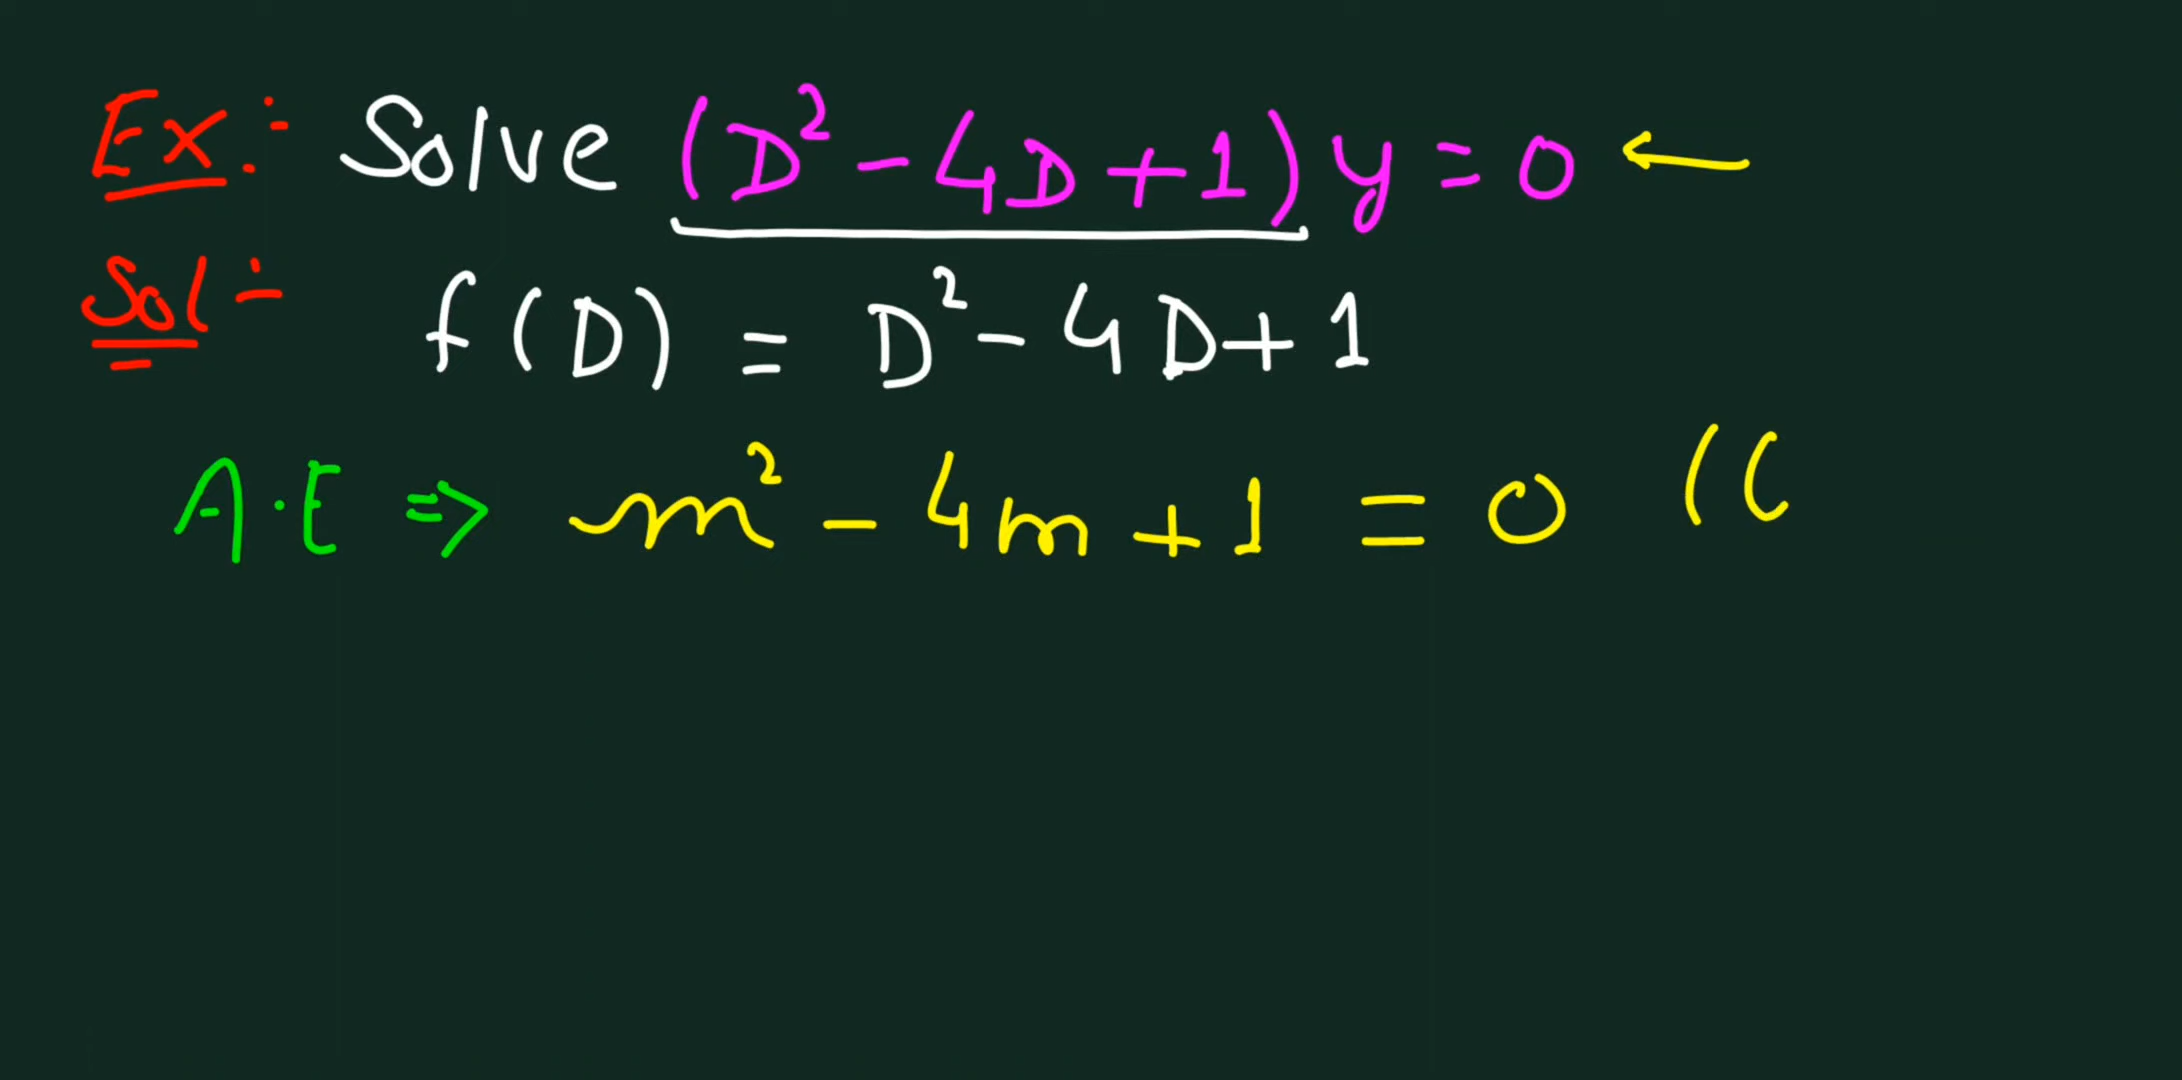 Ex:- Solve (D² - 4D + 1) y = 0 ←
Sol:- f(D) = D² - 4D + 1
A.E ⇒ m² - 4m + 1 = 0 ((